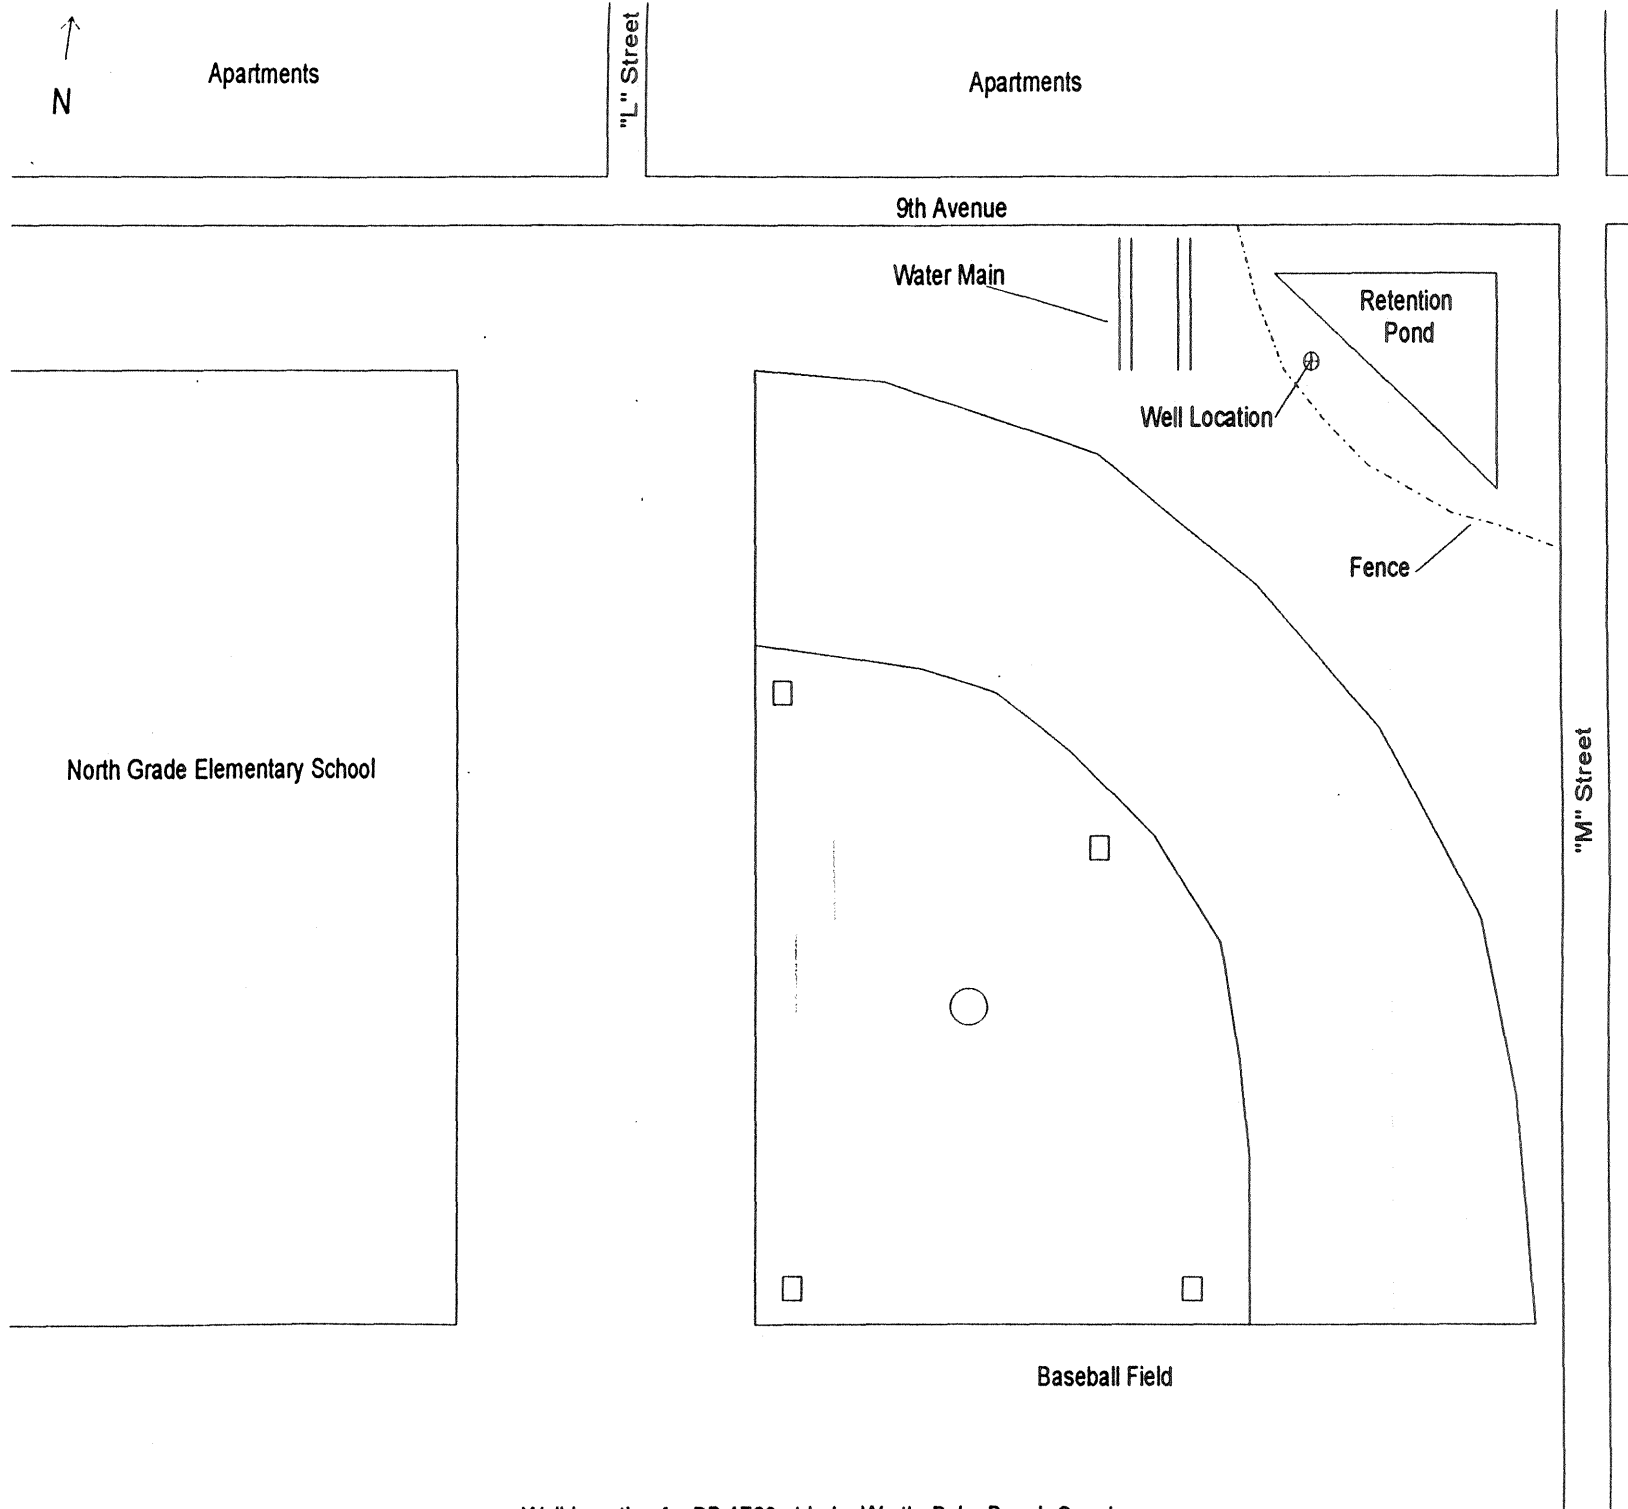 N
Apartments
"L" Street
Apartments
9th Avenue
Water Main
Retention
Pond
Well Location
Fence
North Grade Elementary School
"M" Street
Baseball Field